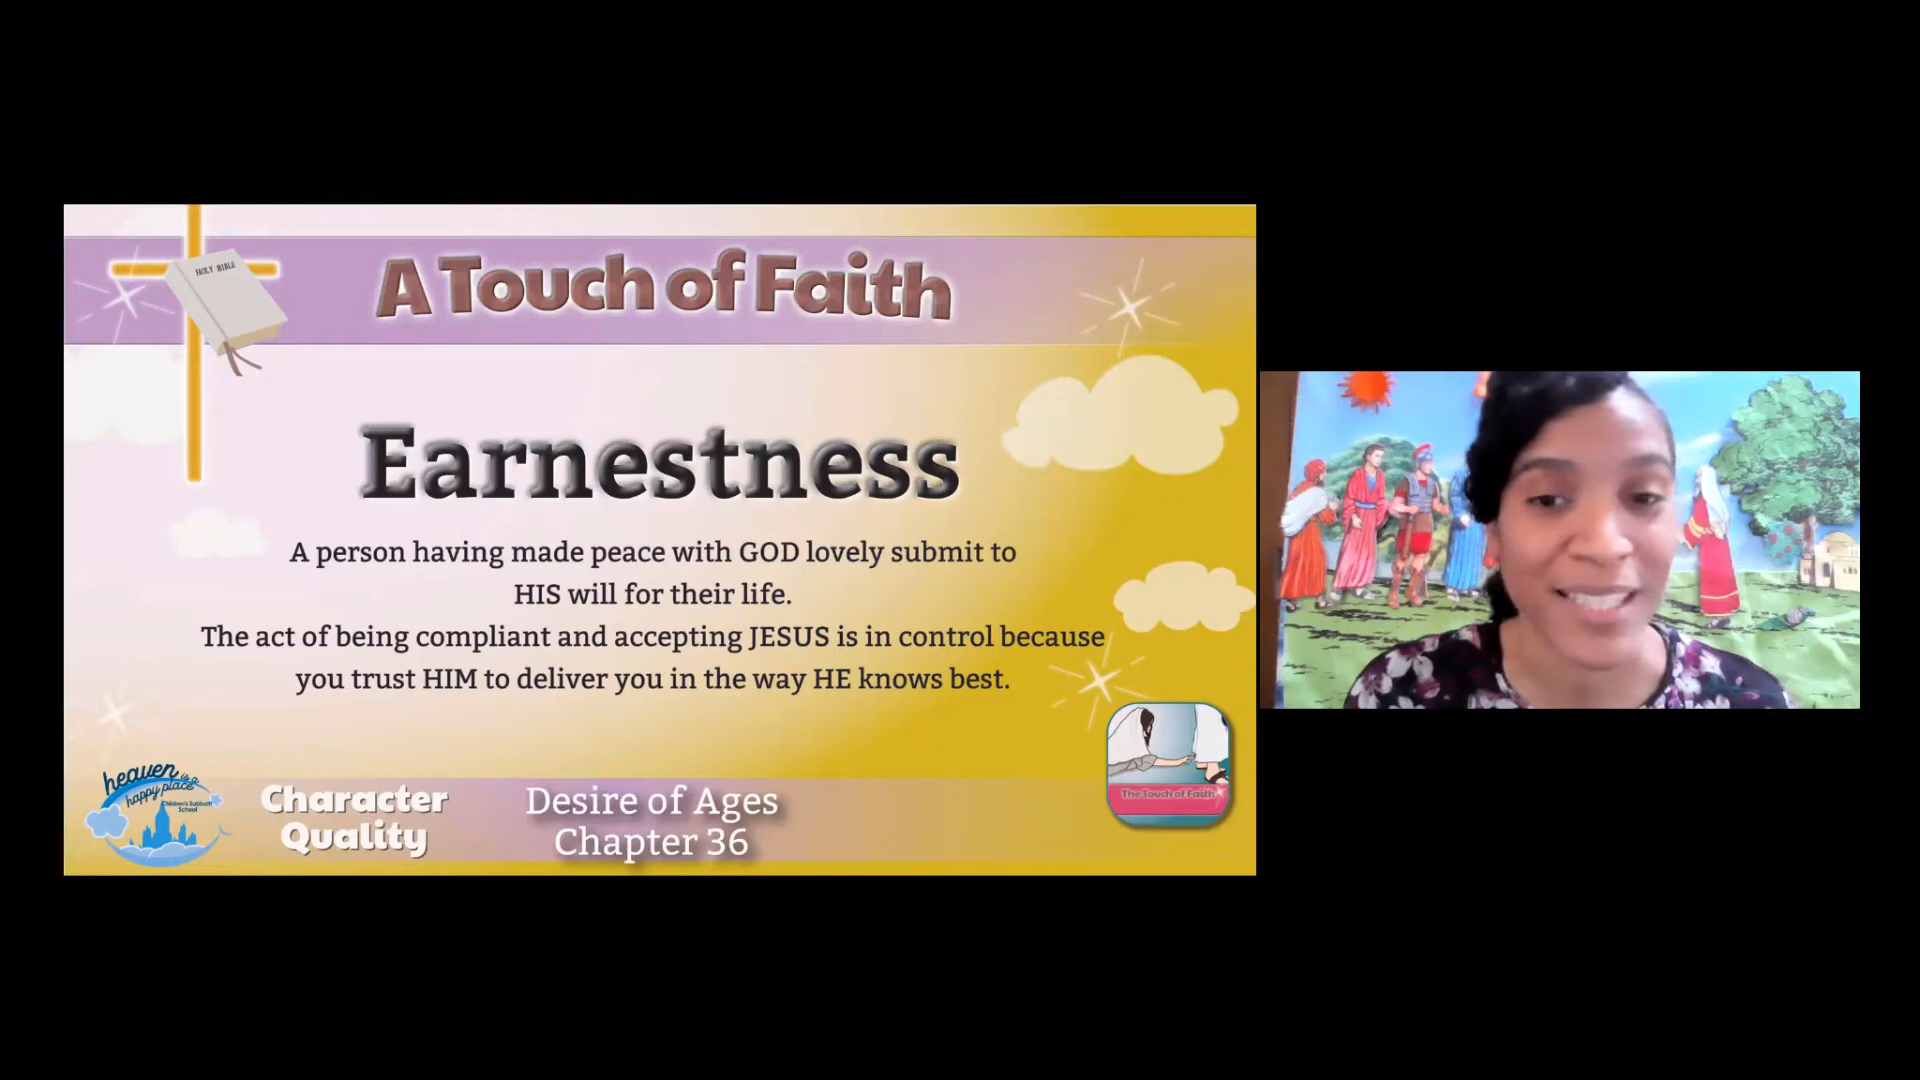 HOLY BIBLE
A Touch of Faith
Earnestness
A person having made peace with GOD lovely submit to
HIS will for their life.
The act of being compliant and accepting JESUS is in control because
you trust HIM to deliver you in the way HE knows best.
The Touch of Faith
heaven is a
happy place
Children's Sabbath
School
Character
Quality
Desire of Ages
Chapter 36